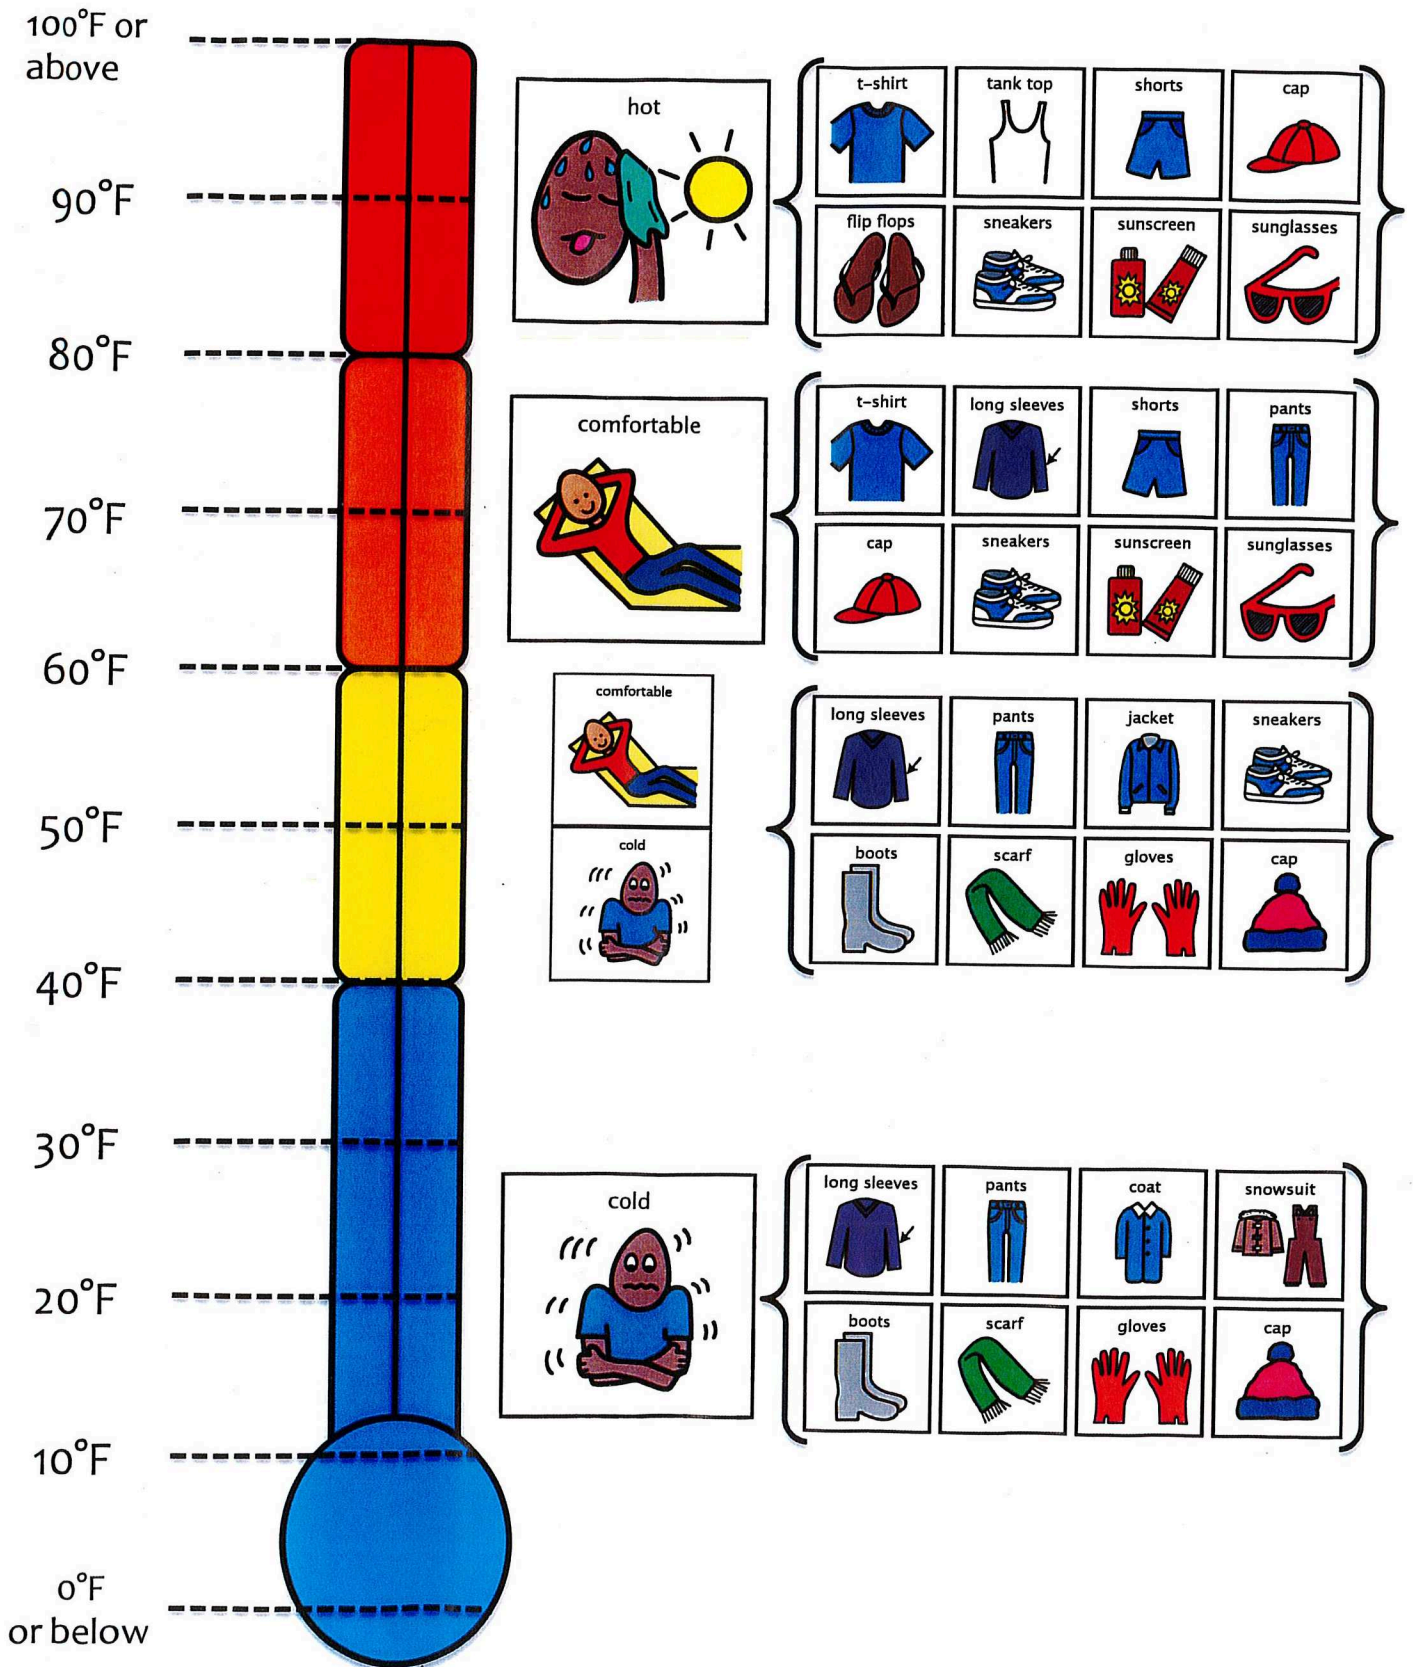 100°F or
above
90°F
80°F
70°F
60°F
50°F
40°F
30°F
20°F
10°F
0°F
or below
hot
t-shirt
tank top
shorts
cap
flip flops
sneakers
sunscreen
sunglasses
comfortable
t-shirt
long sleeves
shorts
pants
cap
sneakers
sunscreen
sunglasses
comfortable
cold
long sleeves
pants
jacket
sneakers
boots
scarf
gloves
cap
cold
long sleeves
pants
coat
snowsuit
boots
scarf
gloves
cap